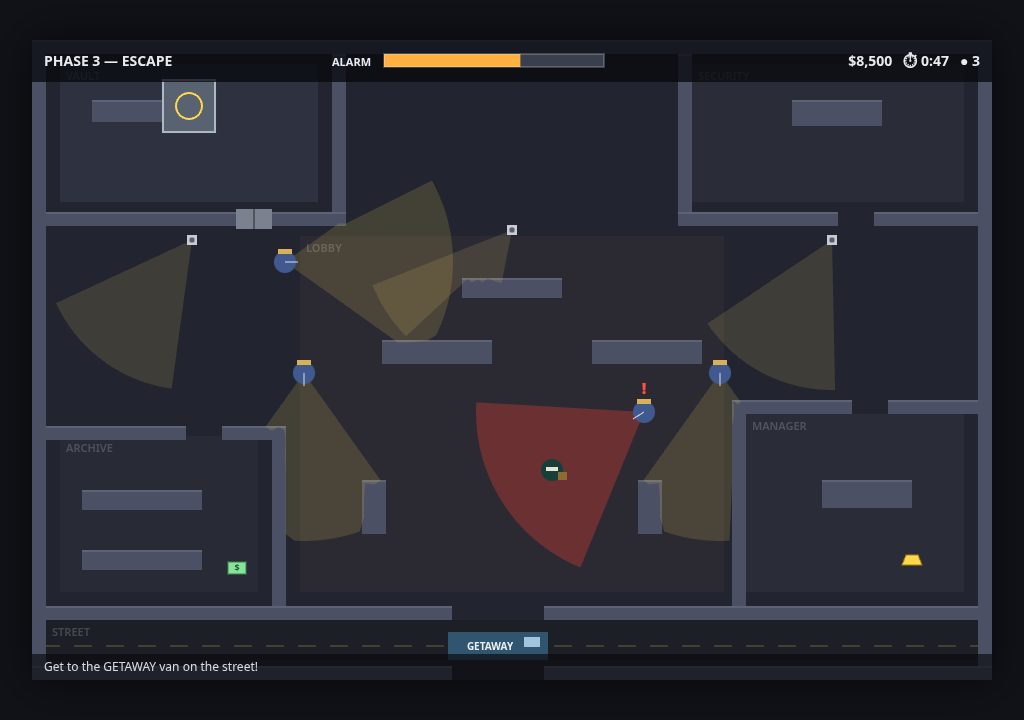 PHASE 3 — ESCAPE
ALARM
$8,500 ⏱ 0:47 ● 3
VAULT
SECURITY
LOBBY
!
ARCHIVE
MANAGER
$
STREET
GETAWAY
Get to the GETAWAY van on the street!